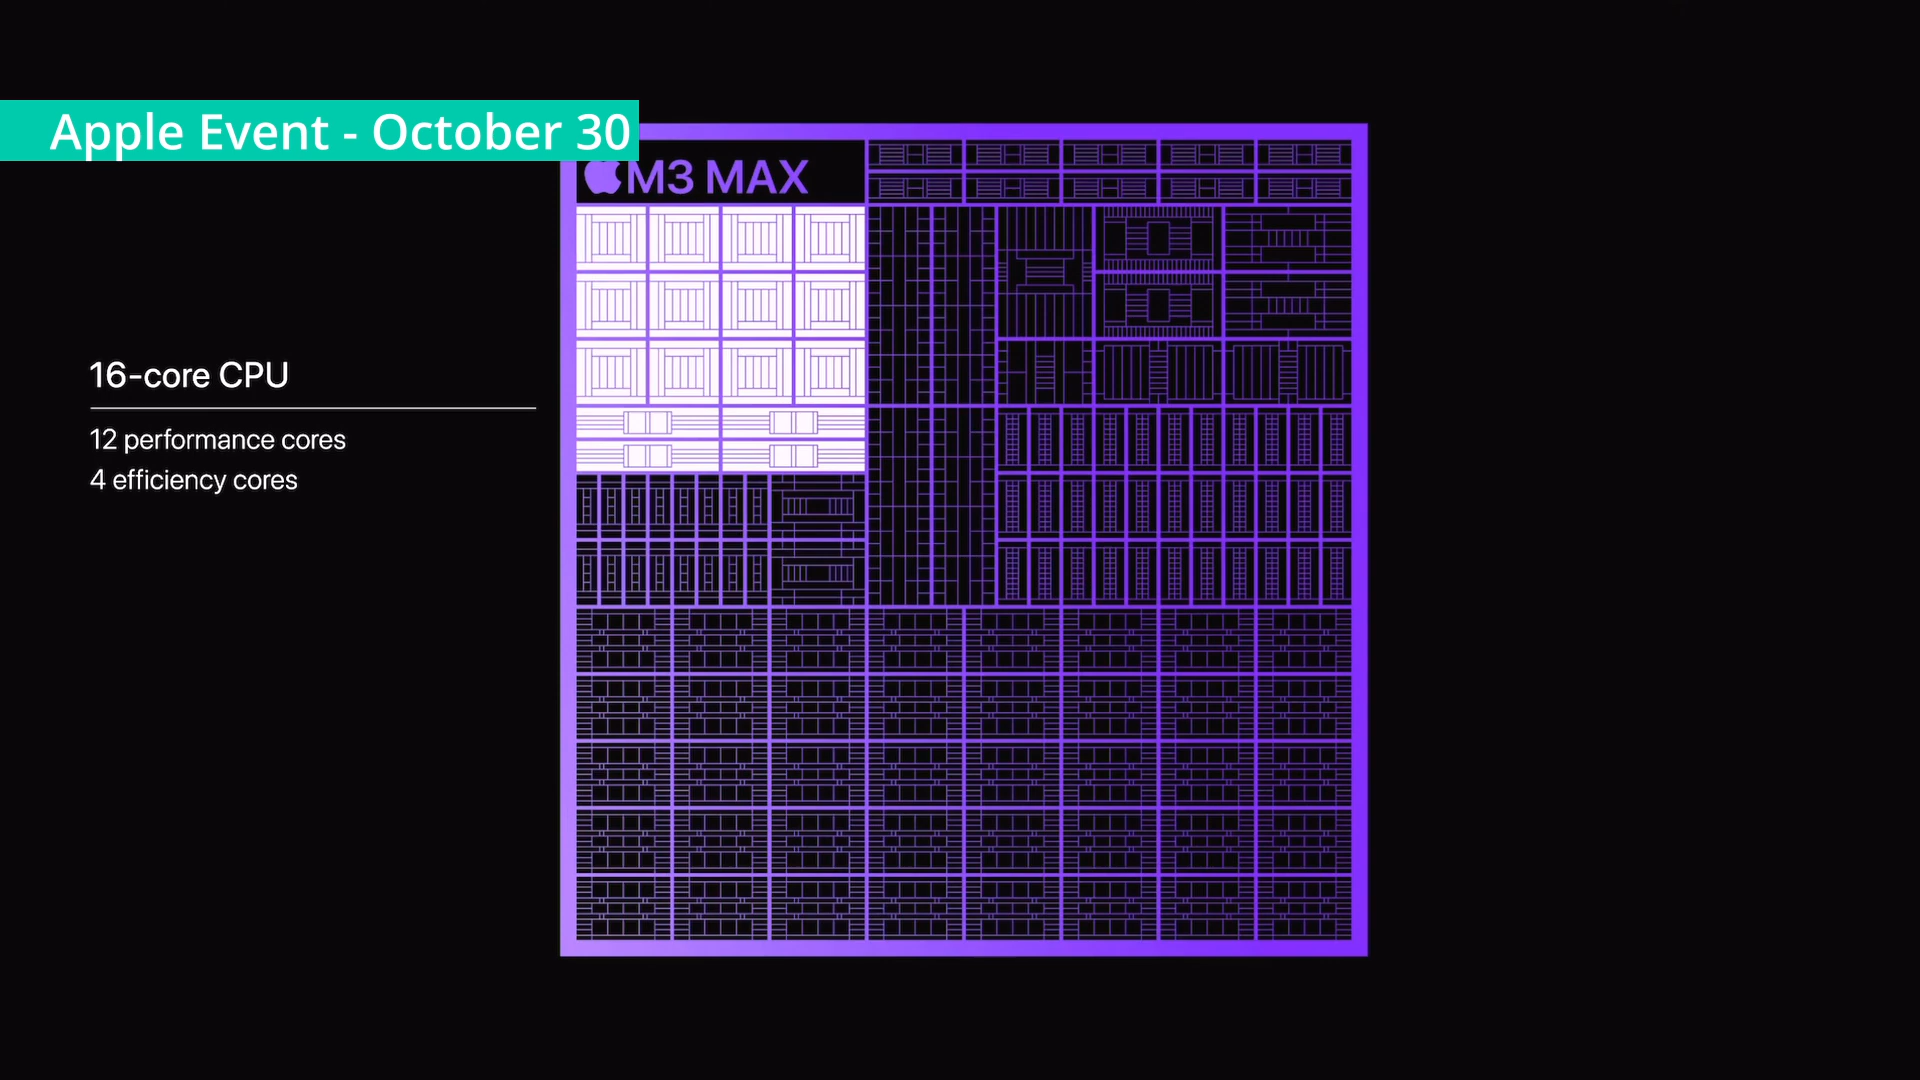 Apple Event - October 30
M3 MAX
16-core CPU
12 performance cores
4 efficiency cores